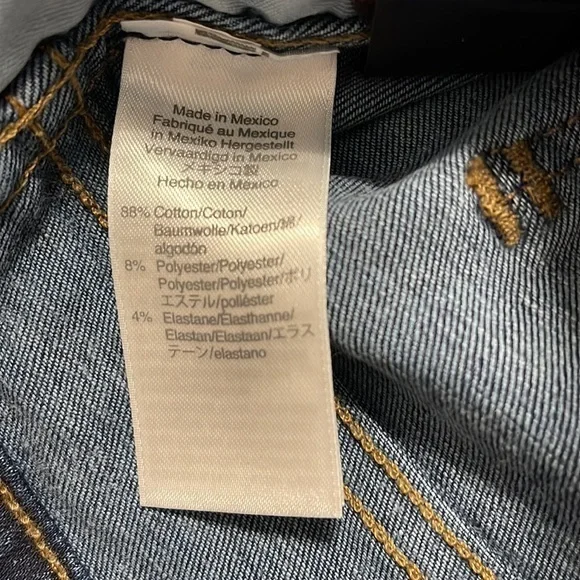 Made in Mexico
Fabriqué au Mexique
in Mexiko Hergestellt
Vervaardigd in Mexico
メキシコ製
Hecho en México
88% Cotton/Coton/
Baumwolle/Katoen/綿/
algodón
8% Polyester/Polyester/
Polyester/Polyester/ポリ
エステル/poliéster
4% Elastane/Élasthanne/
Elastan/Elastaan/エラス
テーン/elastano